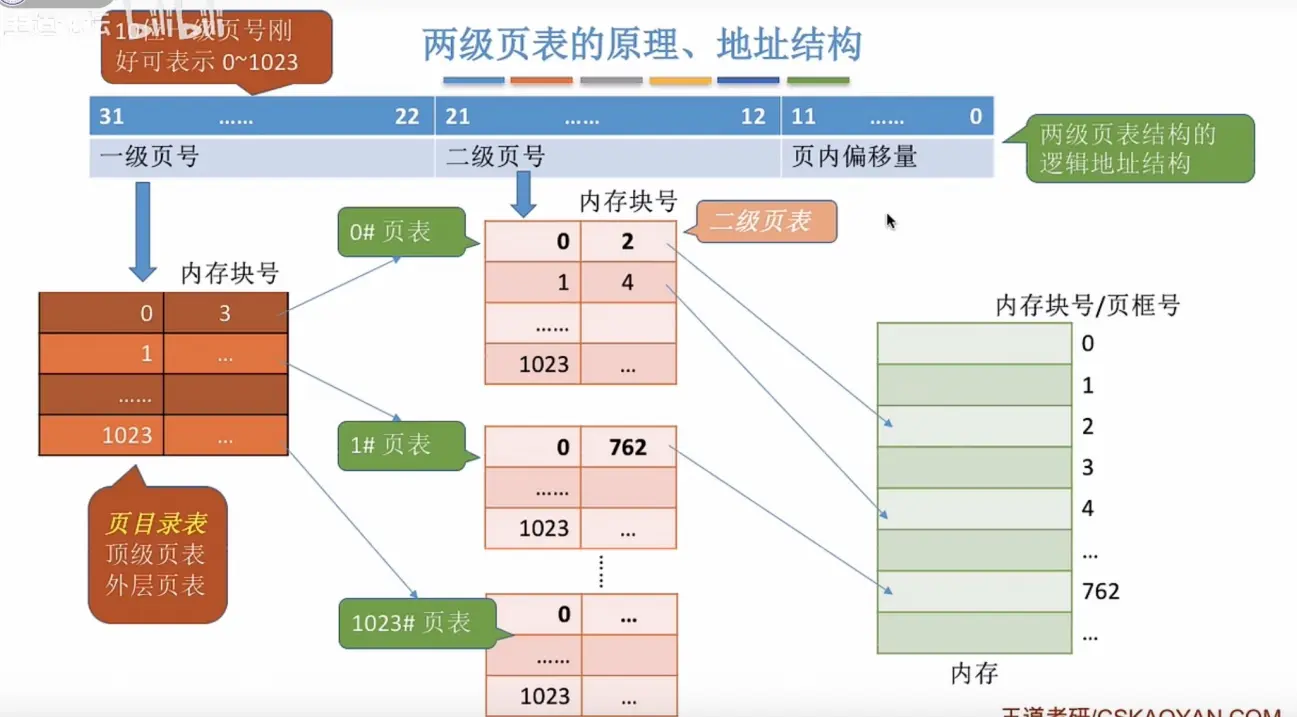 两级页表的原理、地址结构
10位一级页号刚
好可表示 0~1023
31 …… 22 21 …… 12 11 …… 0
一级页号 二级页号 页内偏移量
两级页表结构的
逻辑地址结构
内存块号
0 3
1 …
……
1023 …
页目录表
顶级页表
外层页表
0# 页表
内存块号
二级页表
0 2
1 4
……
1023 …
1# 页表
0 762
……
1023 …
1023# 页表
0 …
……
1023 …
内存块号/页框号
0
1
2
3
4
…
762
…
内存
王道考研/CSKAOYAN.COM
bilibili